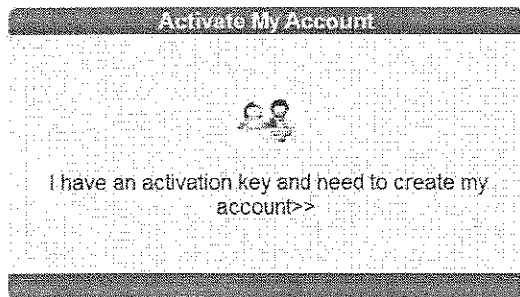 Activate My Account
I have an activation key and need to create my
account>>